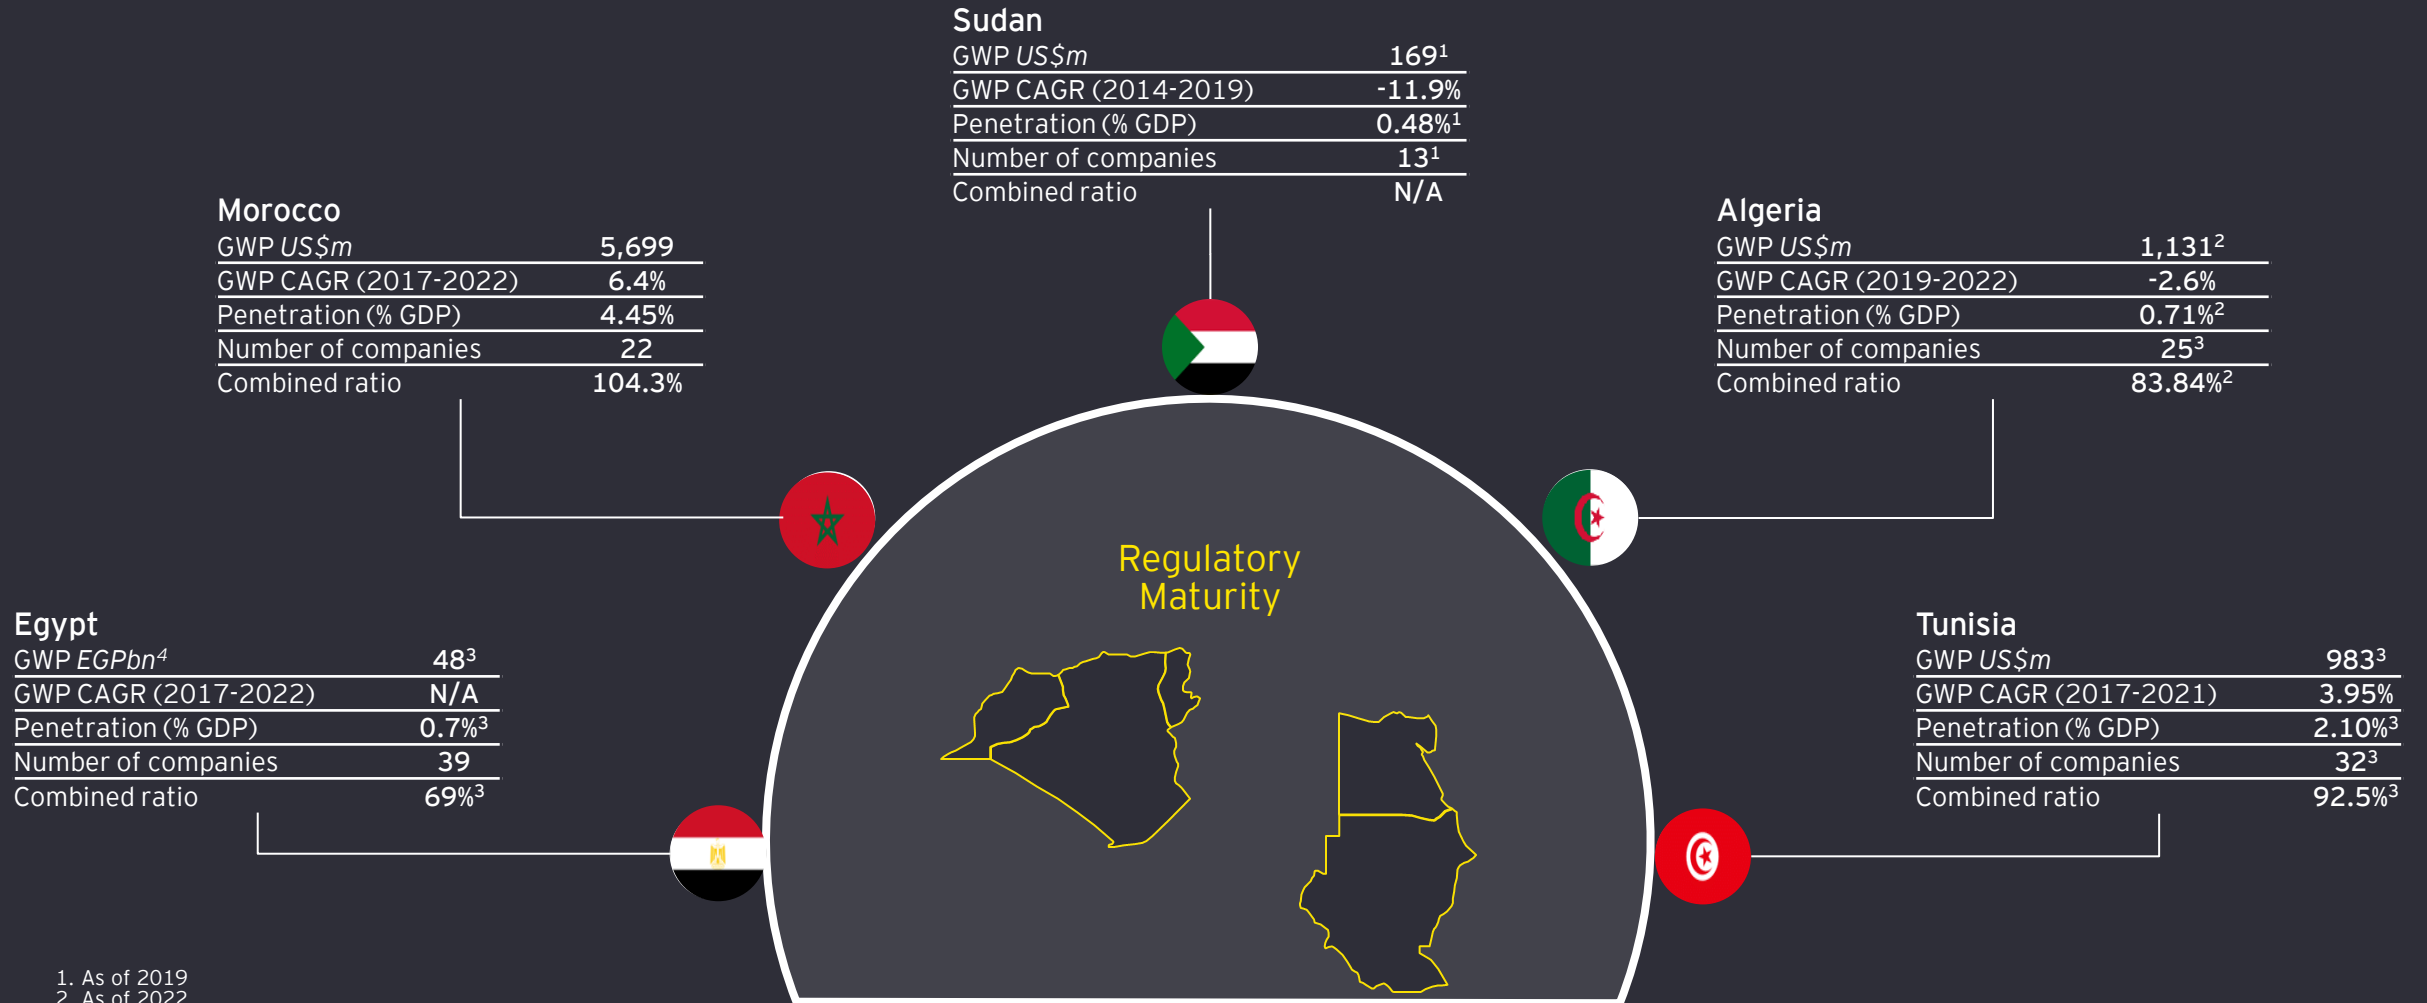 Sudan
GWP US$m 169¹
GWP CAGR (2014-2019) -11.9%
Penetration (% GDP) 0.48%¹
Number of companies 13¹
Combined ratio N/A
Morocco
GWP US$m 5,699
GWP CAGR (2017-2022) 6.4%
Penetration (% GDP) 4.45%
Number of companies 22
Combined ratio 104.3%
Algeria
GWP US$m 1,131²
GWP CAGR (2019-2022) -2.6%
Penetration (% GDP) 0.71%²
Number of companies 25³
Combined ratio 83.84%²
Regulatory
Maturity
Egypt
GWP EGPbn⁴ 48³
GWP CAGR (2017-2022) N/A
Penetration (% GDP) 0.7%³
Number of companies 39
Combined ratio 69%³
Tunisia
GWP US$m 983³
GWP CAGR (2017-2021) 3.95%
Penetration (% GDP) 2.10%³
Number of companies 32³
Combined ratio 92.5%³
1. As of 2019
2. As of 2022